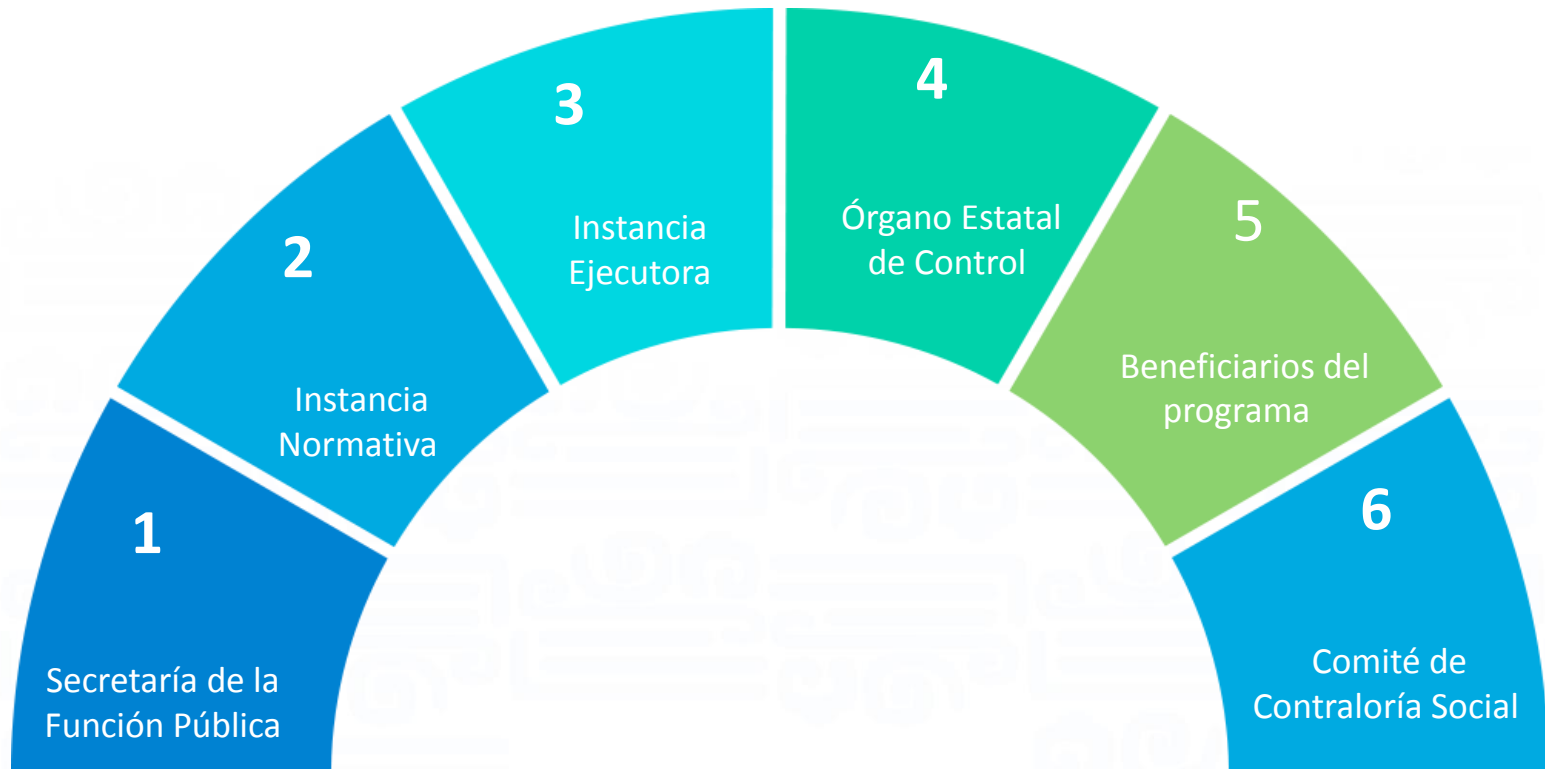 1
Secretaría de la
Función Pública
2
Instancia
Normativa
3
Instancia
Ejecutora
4
Órgano Estatal
de Control
5
Beneficiarios del
programa
6
Comité de
Contraloría Social